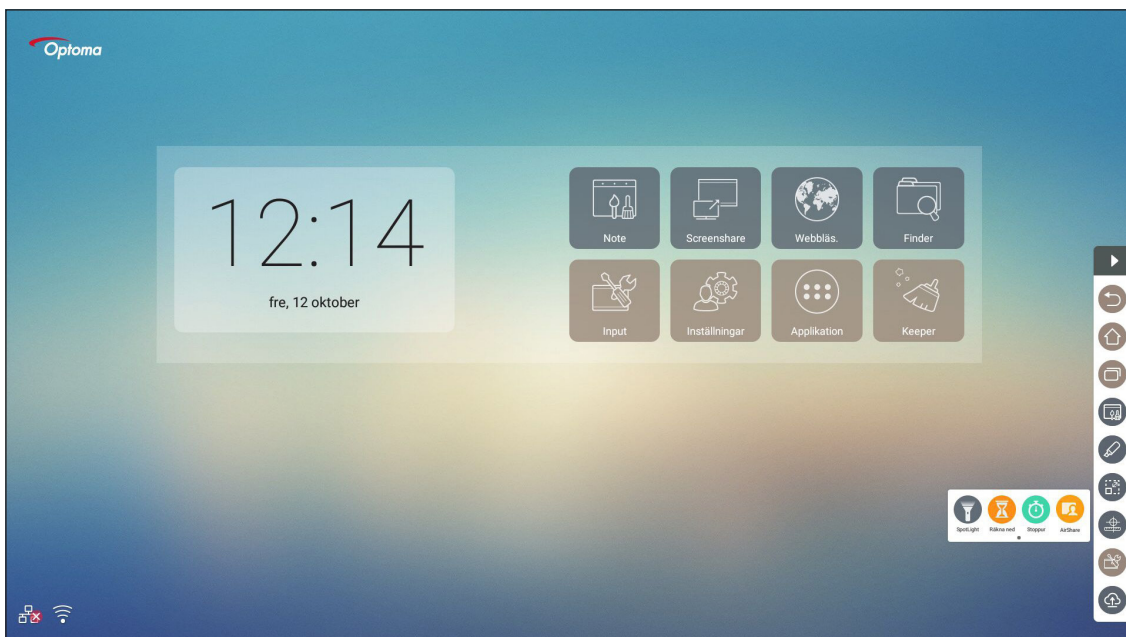 Optoma
12:14
fre, 12 oktober
Note
Screenshare
Webbläs.
Finder
Input
Inställningar
Applikation
Keeper
SpotLight
Räkna ned
Stoppur
AirShare